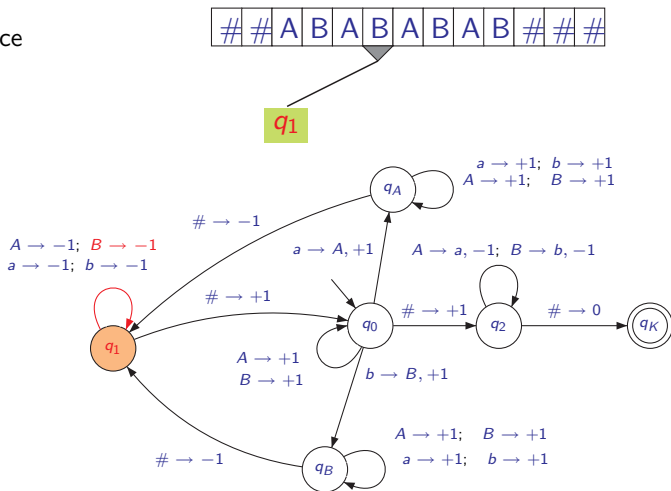 ce
# # A B A B A B A B # # #
q1
qA
a → +1; b → +1
A → +1; B → +1
# → −1
A → −1; B → −1
a → −1; b → −1
a → A, +1
A → a, −1; B → b, −1
# → +1
# → +1
# → 0
q1
q0
q2
qK
A → +1
B → +1
b → B, +1
A → +1; B → +1
a → +1; b → +1
# → −1
qB